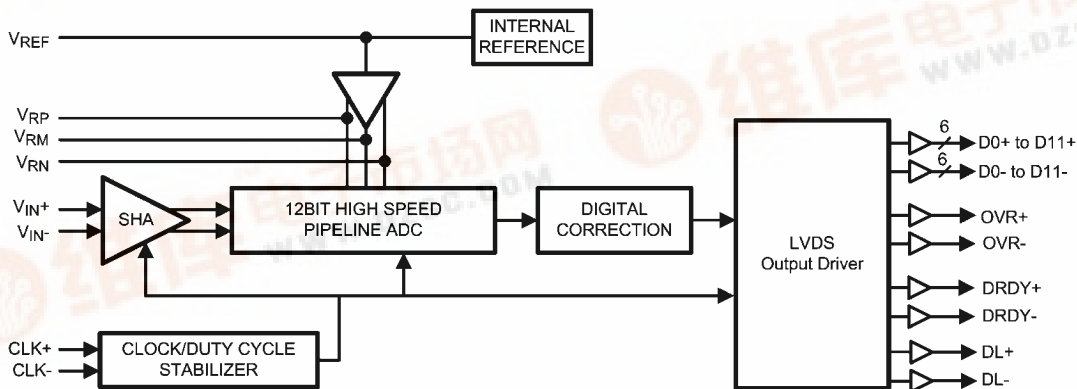 INTERNAL
REFERENCE
VREF
VRP
VRM
VRN
VIN+
VIN-
SHA
12BIT HIGH SPEED
PIPELINE ADC
DIGITAL
CORRECTION
LVDS
Output Driver
6
D0+ to D11+
6
D0- to D11-
OVR+
OVR-
DRDY+
DRDY-
DL+
DL-
CLK+
CLK-
CLOCK/DUTY CYCLE
STABILIZER
维库